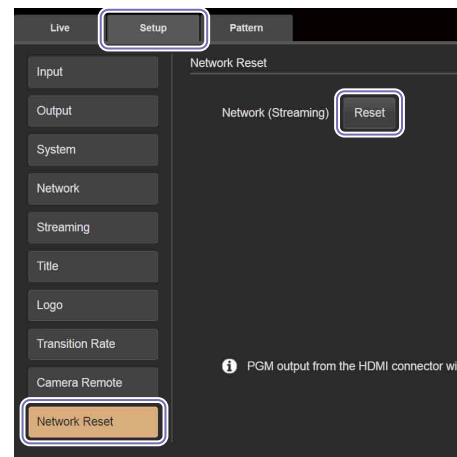 Live Setup Pattern
Network Reset
Input
Output
System
Network
Streaming
Title
Logo
Transition Rate
Camera Remote
Network Reset
Network (Streaming) Reset
PGM output from the HDMI connector wi